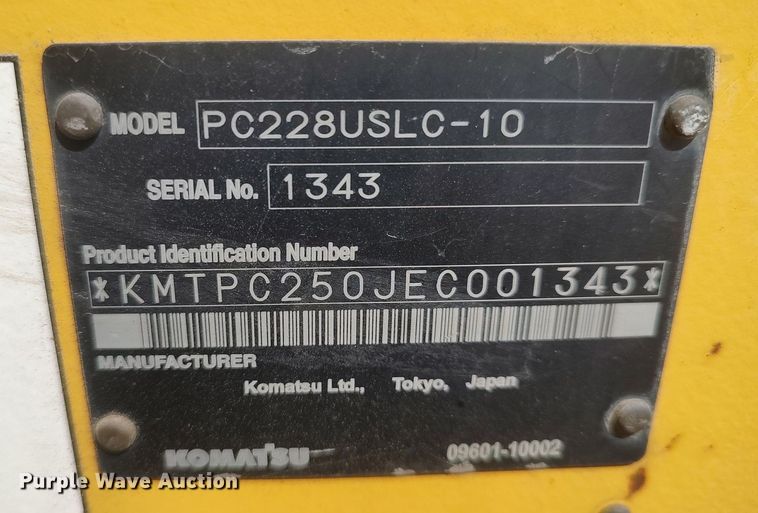 MODEL PC228USLC-10
SERIAL No. 1343
Product Identification Number
*KMTPC250JEC001343*
MANUFACTURER
Komatsu Ltd., Tokyo, Japan
KOMATSU 09601-10002
Purple Wave Auction